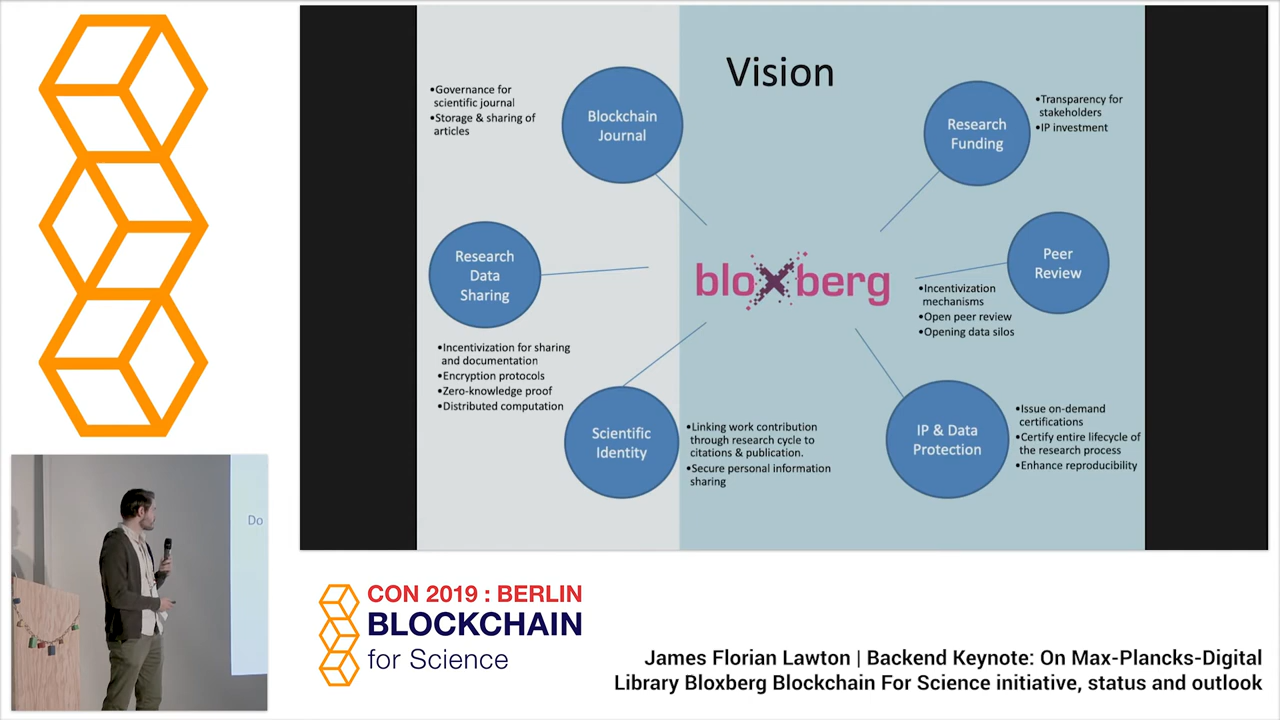 Vision
•Governance for
scientific journal
•Storage & sharing of
articles
Blockchain
Journal
Research
Funding
•Transparency for
stakeholders
•IP investment
Research
Data
Sharing
•Incentivization for sharing
and documentation
•Encryption protocols
•Zero-knowledge proof
•Distributed computation
bloxberg
Peer
Review
•Incentivization
mechanisms
•Open peer review
•Opening data silos
Scientific
Identity
•Linking work contribution
through research cycle to
citations & publication.
•Secure personal information
sharing
IP & Data
Protection
•Issue on-demand
certifications
•Certify entire lifecycle of
the research process
•Enhance reproducibility
Do
CON 2019 : BERLIN
BLOCKCHAIN
for Science
James Florian Lawton | Backend Keynote: On Max-Plancks-Digital
Library Bloxberg Blockchain For Science initiative, status and outlook